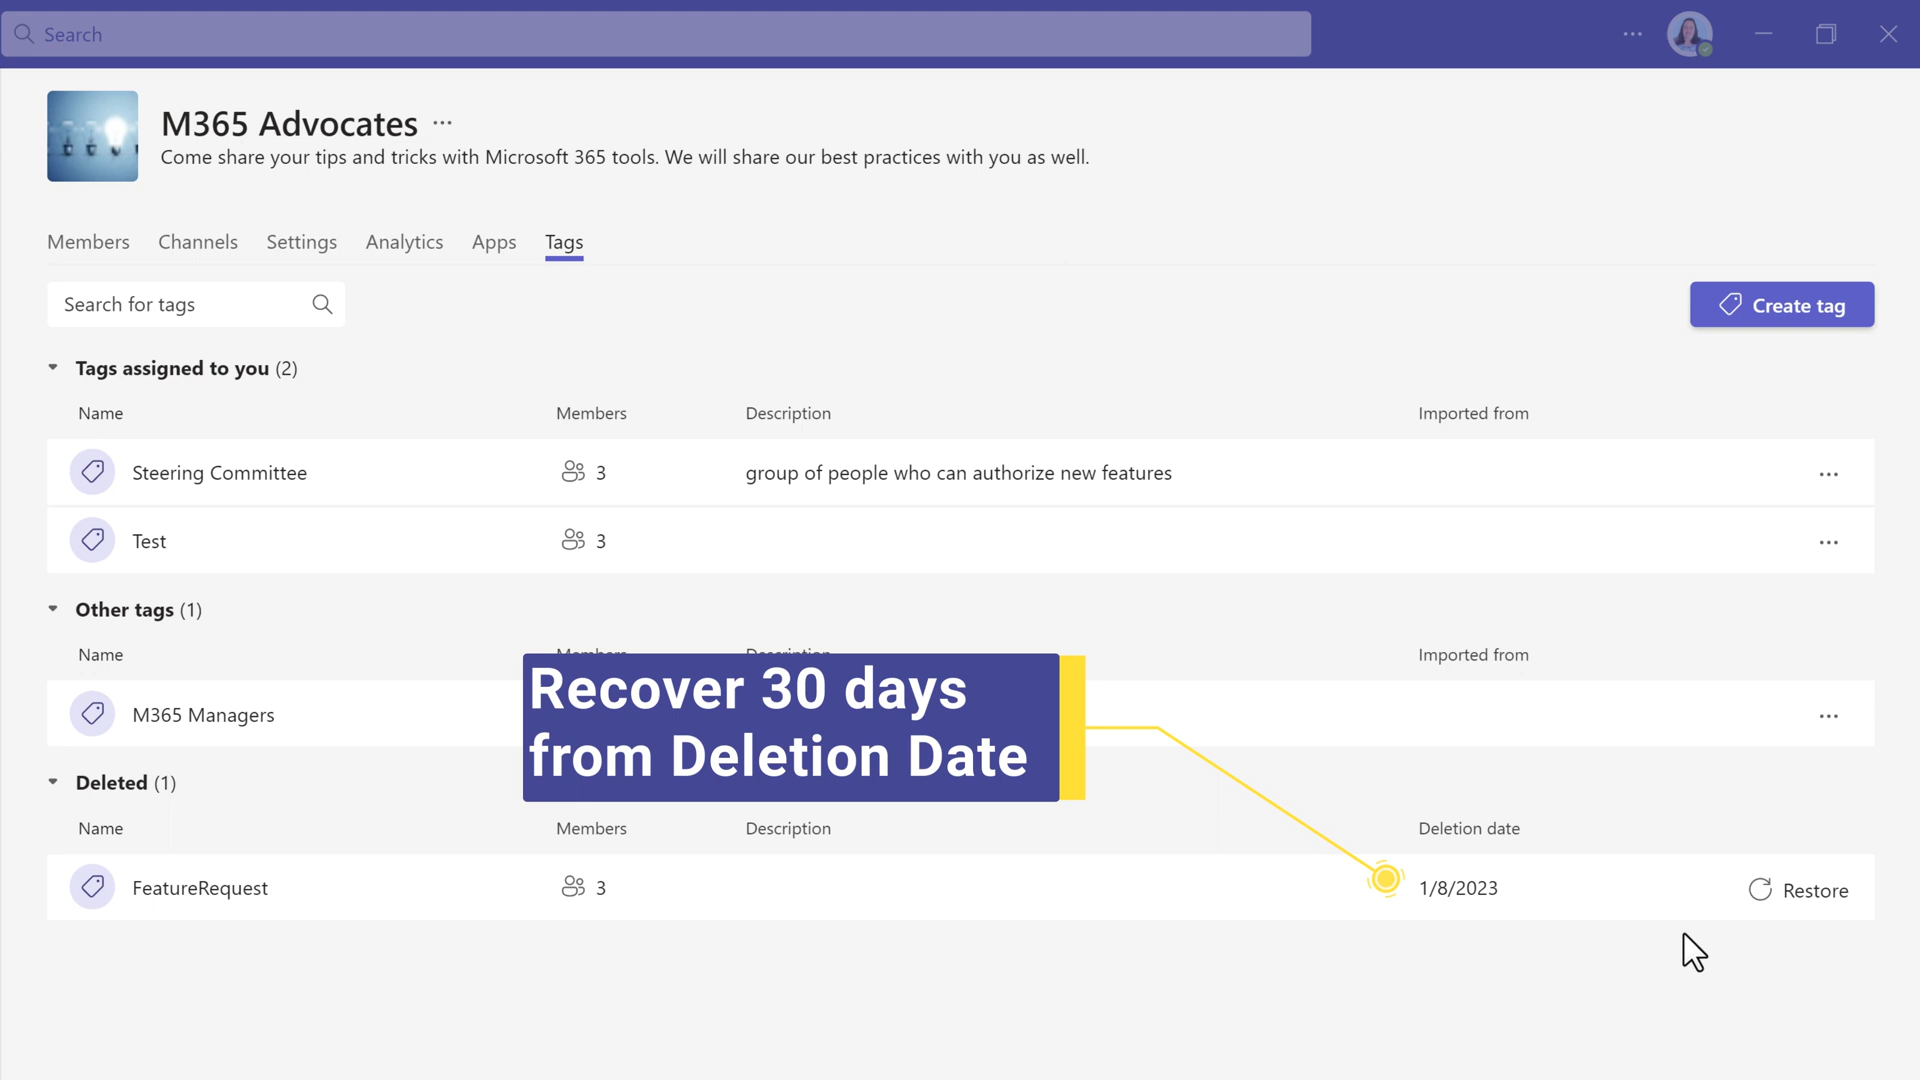 Search
M365 Advocates
Come share your tips and tricks with Microsoft 365 tools. We will share our best practices with you as well.
Members Channels Settings Analytics Apps Tags
Search for tags
Create tag
Tags assigned to you (2)
Name Members Description Imported from
Steering Committee 3 group of people who can authorize new features
Test 3
Other tags (1)
Name Members Description Imported from
M365 Managers
Recover 30 days
from Deletion Date
Deleted (1)
Name Members Description Deletion date
FeatureRequest 3 1/8/2023 Restore